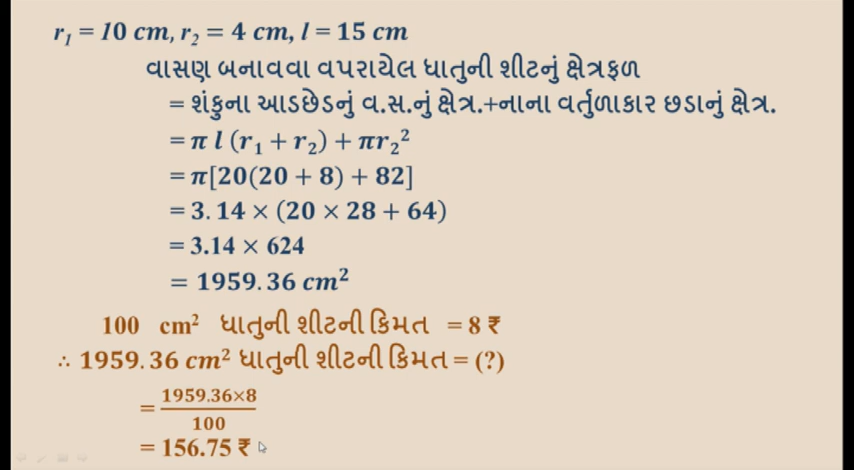 r₁ = 10 cm, r₂ = 4 cm, l = 15 cm
વાસણ બનાવવા વપરાયેલ ધાતુની શીટનું ક્ષેત્રફળ
= શંકુના આડછેડનું વ.સ.નું ક્ષેત્ર.+નાના વર્તુળાકાર છડાનું ક્ષેત્ર.
= π l (r₁ + r₂) + πr₂²
= π[20(20 + 8) + 82]
= 3.14 × (20 × 28 + 64)
= 3.14 × 624
= 1959.36 cm²
100 cm² ધાતુની શીટની કિમત = 8 ₹
∴ 1959.36 cm² ધાતુની શીટની કિમત = (?)
= 1959.36×8
100
= 156.75 ₹